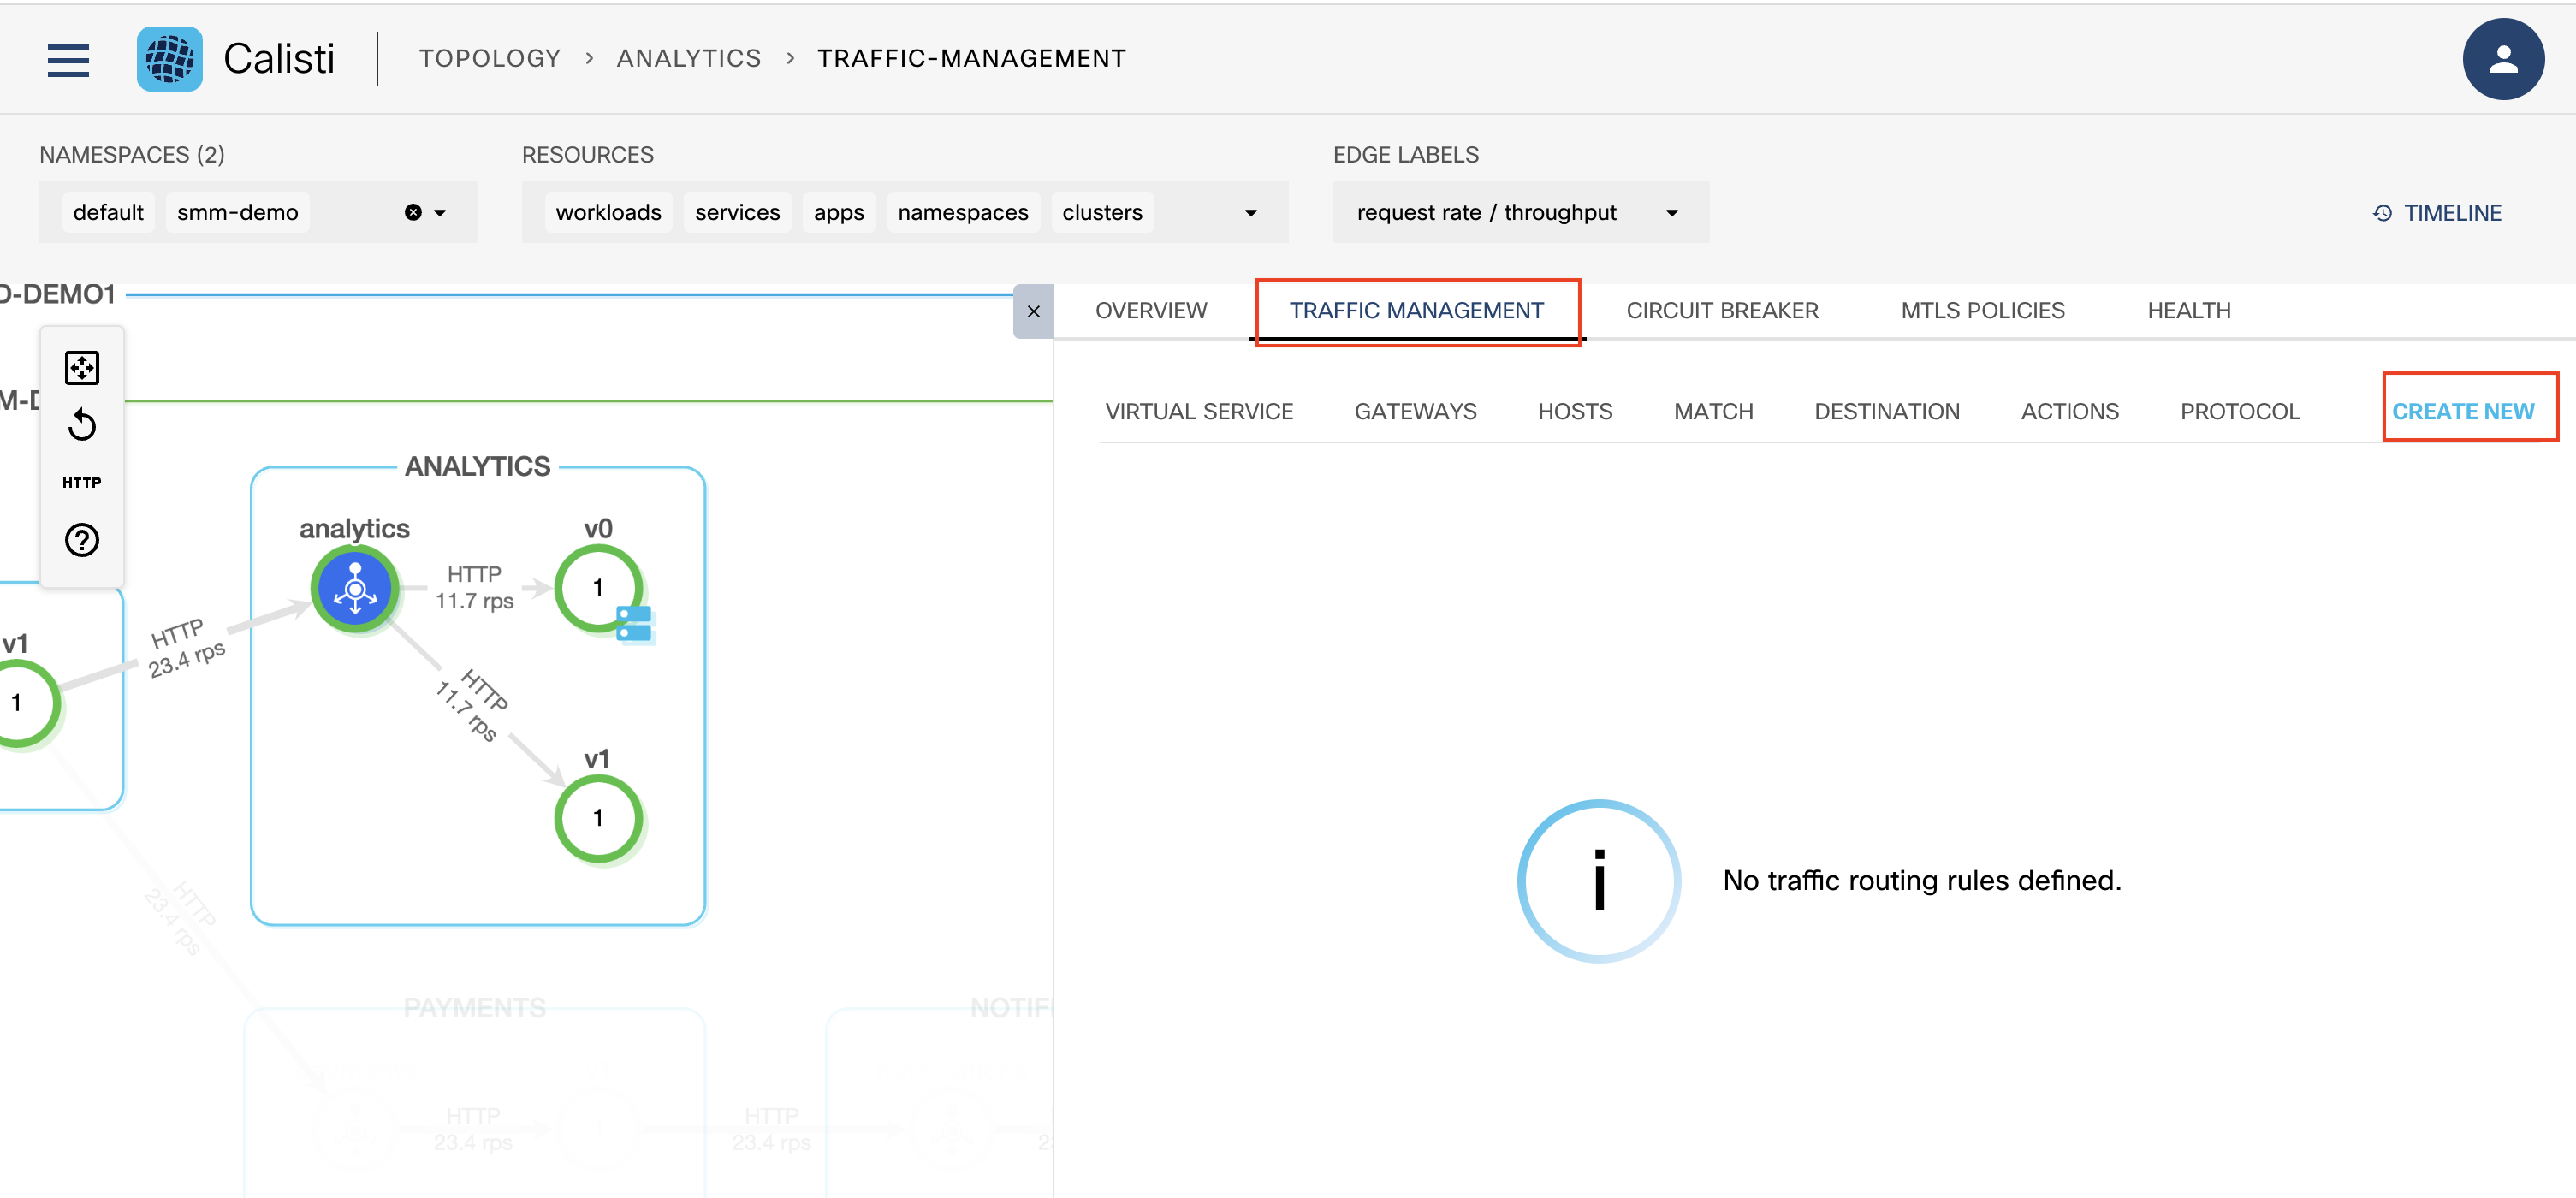 Calisti
TOPOLOGY > ANALYTICS > TRAFFIC-MANAGEMENT
NAMESPACES (2)
RESOURCES
EDGE LABELS
default smm-demo
workloads services apps namespaces clusters
request rate / throughput
TIMELINE
D-DEMO1
× OVERVIEW TRAFFIC MANAGEMENT CIRCUIT BREAKER MTLS POLICIES HEALTH
M-D
VIRTUAL SERVICE GATEWAYS HOSTS MATCH DESTINATION ACTIONS PROTOCOL CREATE NEW
HTTP
?
ANALYTICS
analytics
v0
HTTP
11.7 rps
1
v1
1
HTTP
23.4 rps
HTTP
11.7 rps
v1
1
i
No traffic routing rules defined.
HTTP
23.4 rps
PAYMENTS
NOTIF
HTTP
23.4 rps
HTTP
23.4 rps
2